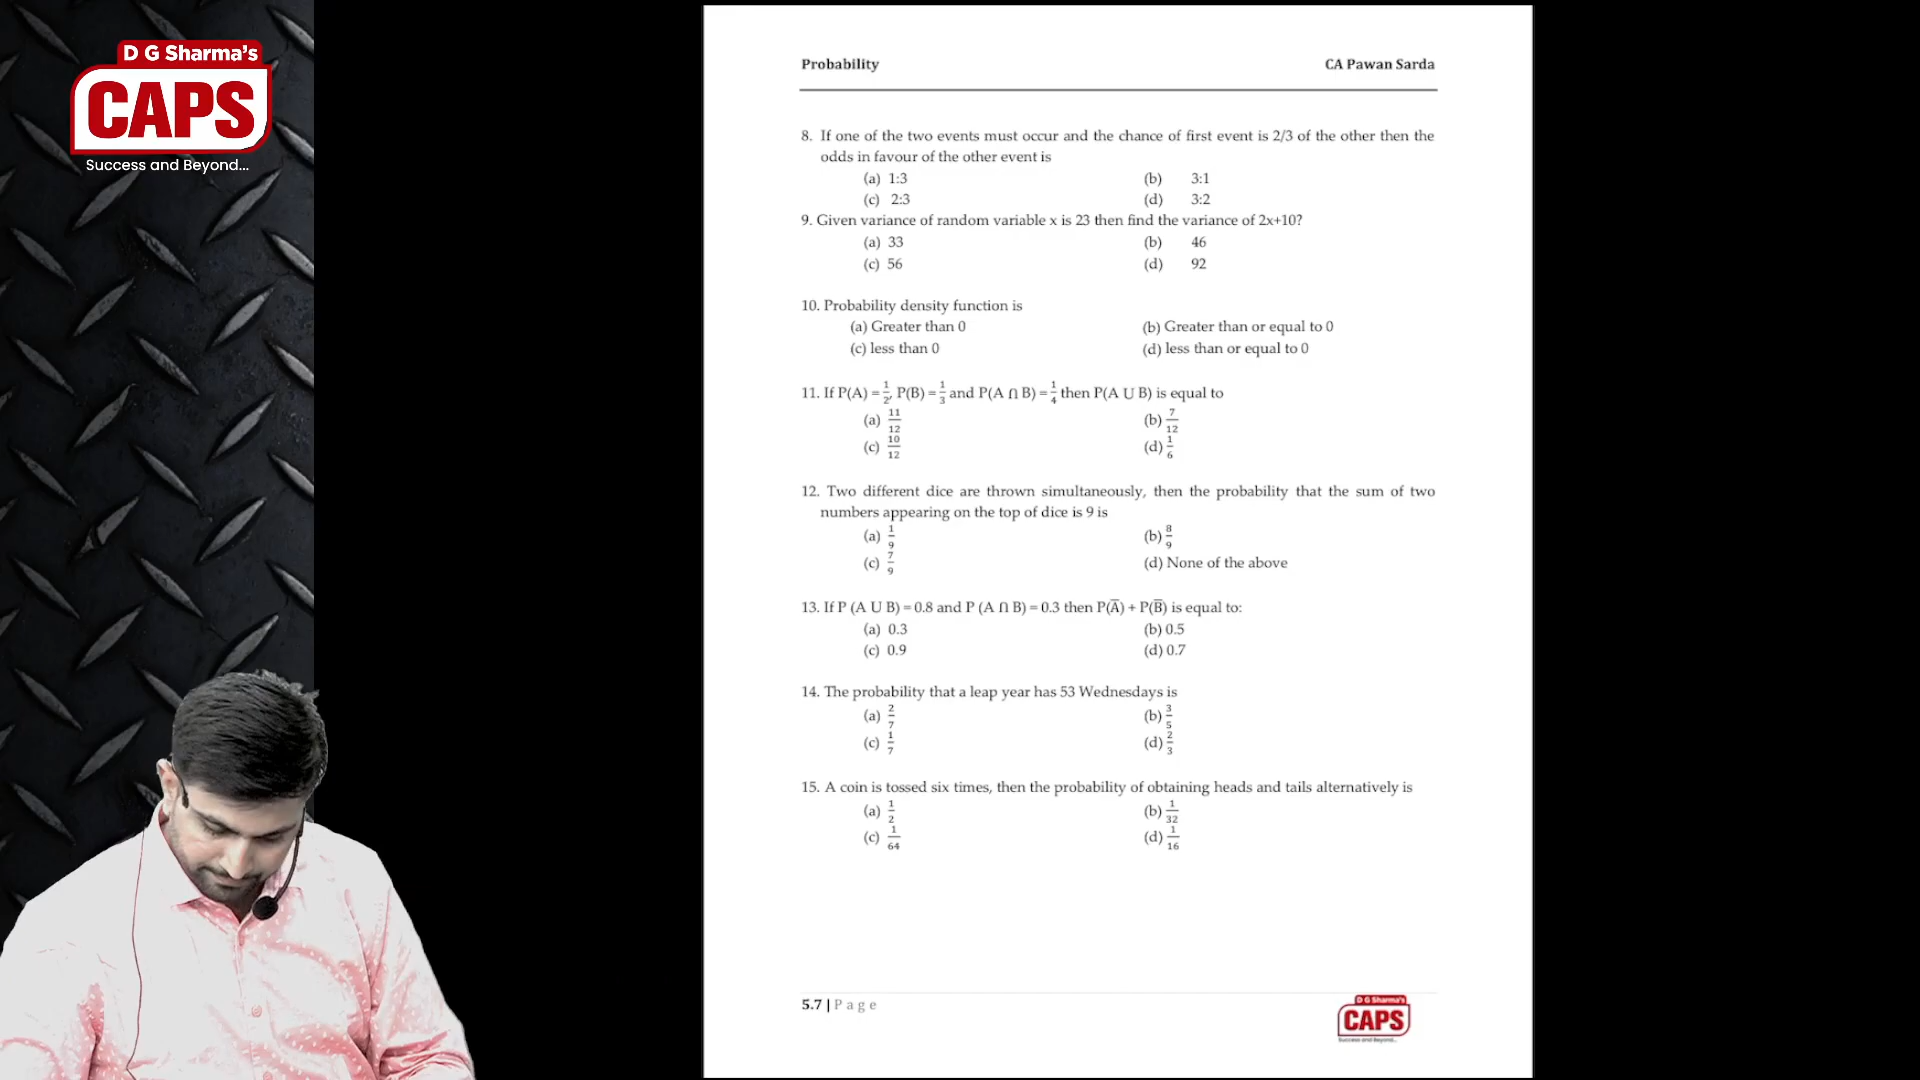 D G Sharma's
CAPS
Success and Beyond...
Probability CA Pawan Sarda
8. If one of the two events must occur and the chance of first event is 2/3 of the other then the
odds in favour of the other event is
(a) 1:3 (b) 3:1
(c) 2:3 (d) 3:2
9. Given variance of random variable x is 23 then find the variance of 2x+10?
(a) 33 (b) 46
(c) 56 (d) 92
10. Probability density function is
(a) Greater than 0 (b) Greater than or equal to 0
(c) less than 0 (d) less than or equal to 0
11. If P(A) = 1/2, P(B) = 1/3 and P(A ∩ B) = 1/4 then P(A U B) is equal to
(a) 11/12 (b) 7/12
(c) 10/12 (d) 1/6
12. Two different dice are thrown simultaneously, then the probability that the sum of two
numbers appearing on the top of dice is 9 is
(a) 1/9 (b) 8/9
(c) 7/9 (d) None of the above
13. If P (A U B) = 0.8 and P (A ∩ B) = 0.3 then P(A̅) + P(B̅) is equal to:
(a) 0.3 (b) 0.5
(c) 0.9 (d) 0.7
14. The probability that a leap year has 53 Wednesdays is
(a) 2/7 (b) 3/5
(c) 1/7 (d) 2/3
15. A coin is tossed six times, then the probability of obtaining heads and tails alternatively is
(a) 1/2 (b) 1/32
(c) 1/64 (d) 1/16
5.7 | Page
D G Sharma's
CAPS
Success and Beyond...